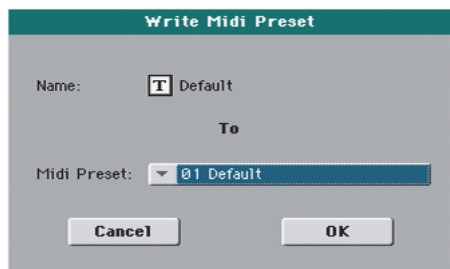 Write Midi Preset
Name: T Default
To
Midi Preset: 01 Default
Cancel OK